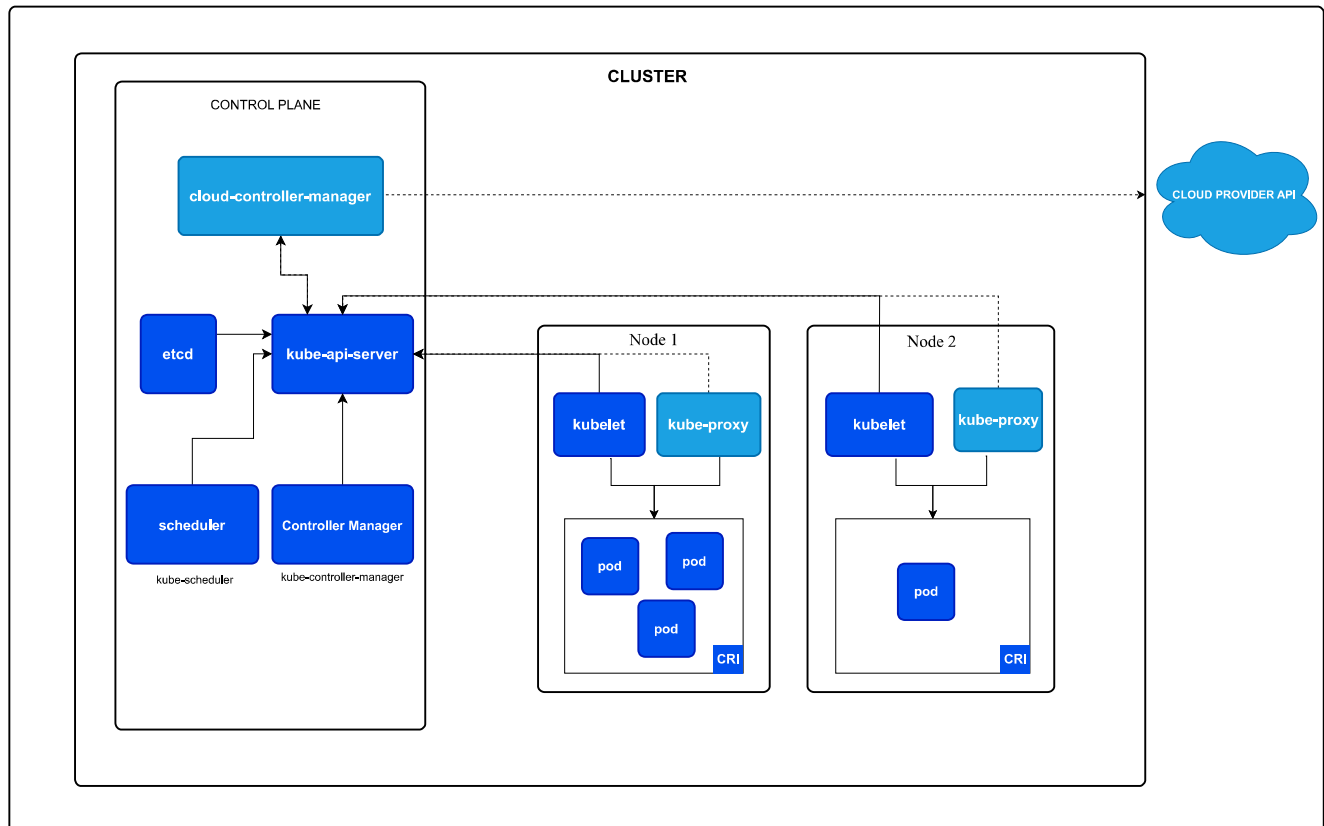 CLUSTER
CONTROL PLANE
cloud-controller-manager
CLOUD PROVIDER API
etcd
kube-api-server
scheduler
kube-scheduler
Controller Manager
kube-controller-manager
Node 1
kubelet
kube-proxy
pod
pod
pod
CRI
Node 2
kubelet
kube-proxy
pod
CRI